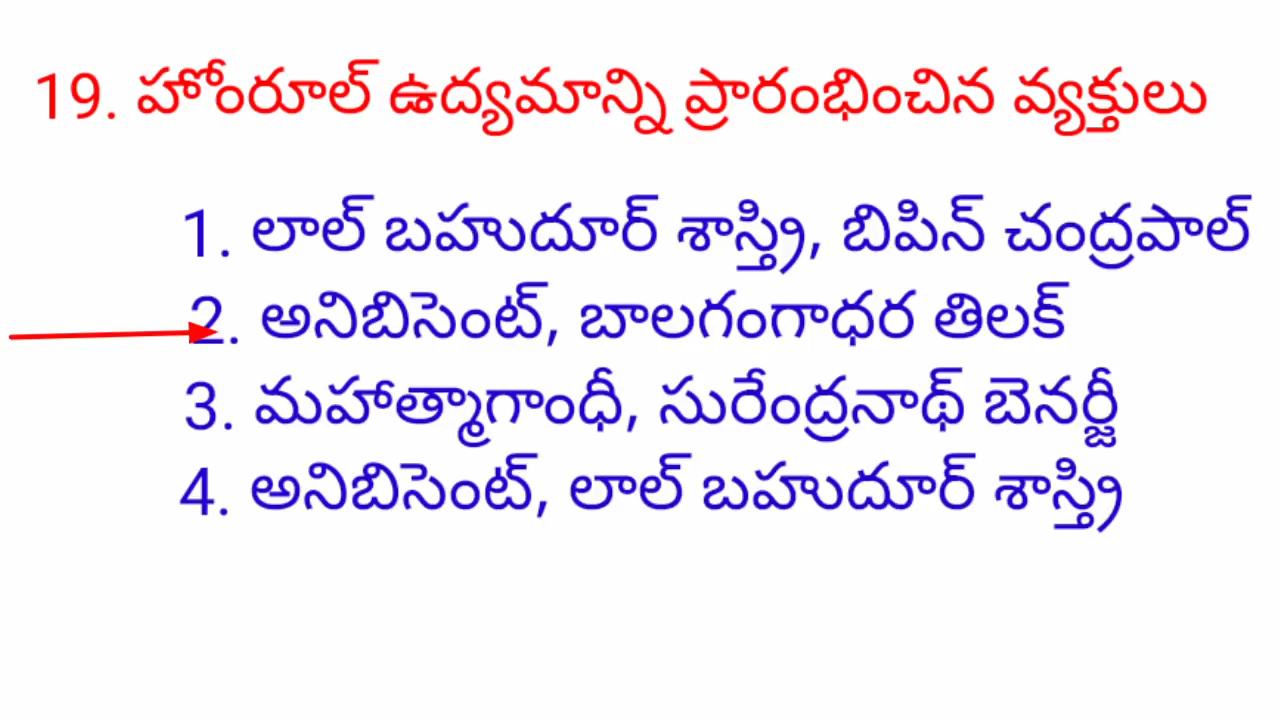 19. హోంరూల్ ఉద్యమాన్ని ప్రారంభించిన వ్యక్తులు
1. లాల్ బహుదూర్ శాస్త్రి, బిపిన్ చంద్రపాల్
2. అనిబిసెంట్, బాలగంగాధర తిలక్
3. మహాత్మాగాంధీ, సురేంద్రనాథ్ బెనర్జీ
4. అనిబిసెంట్, లాల్ బహుదూర్ శాస్త్రి